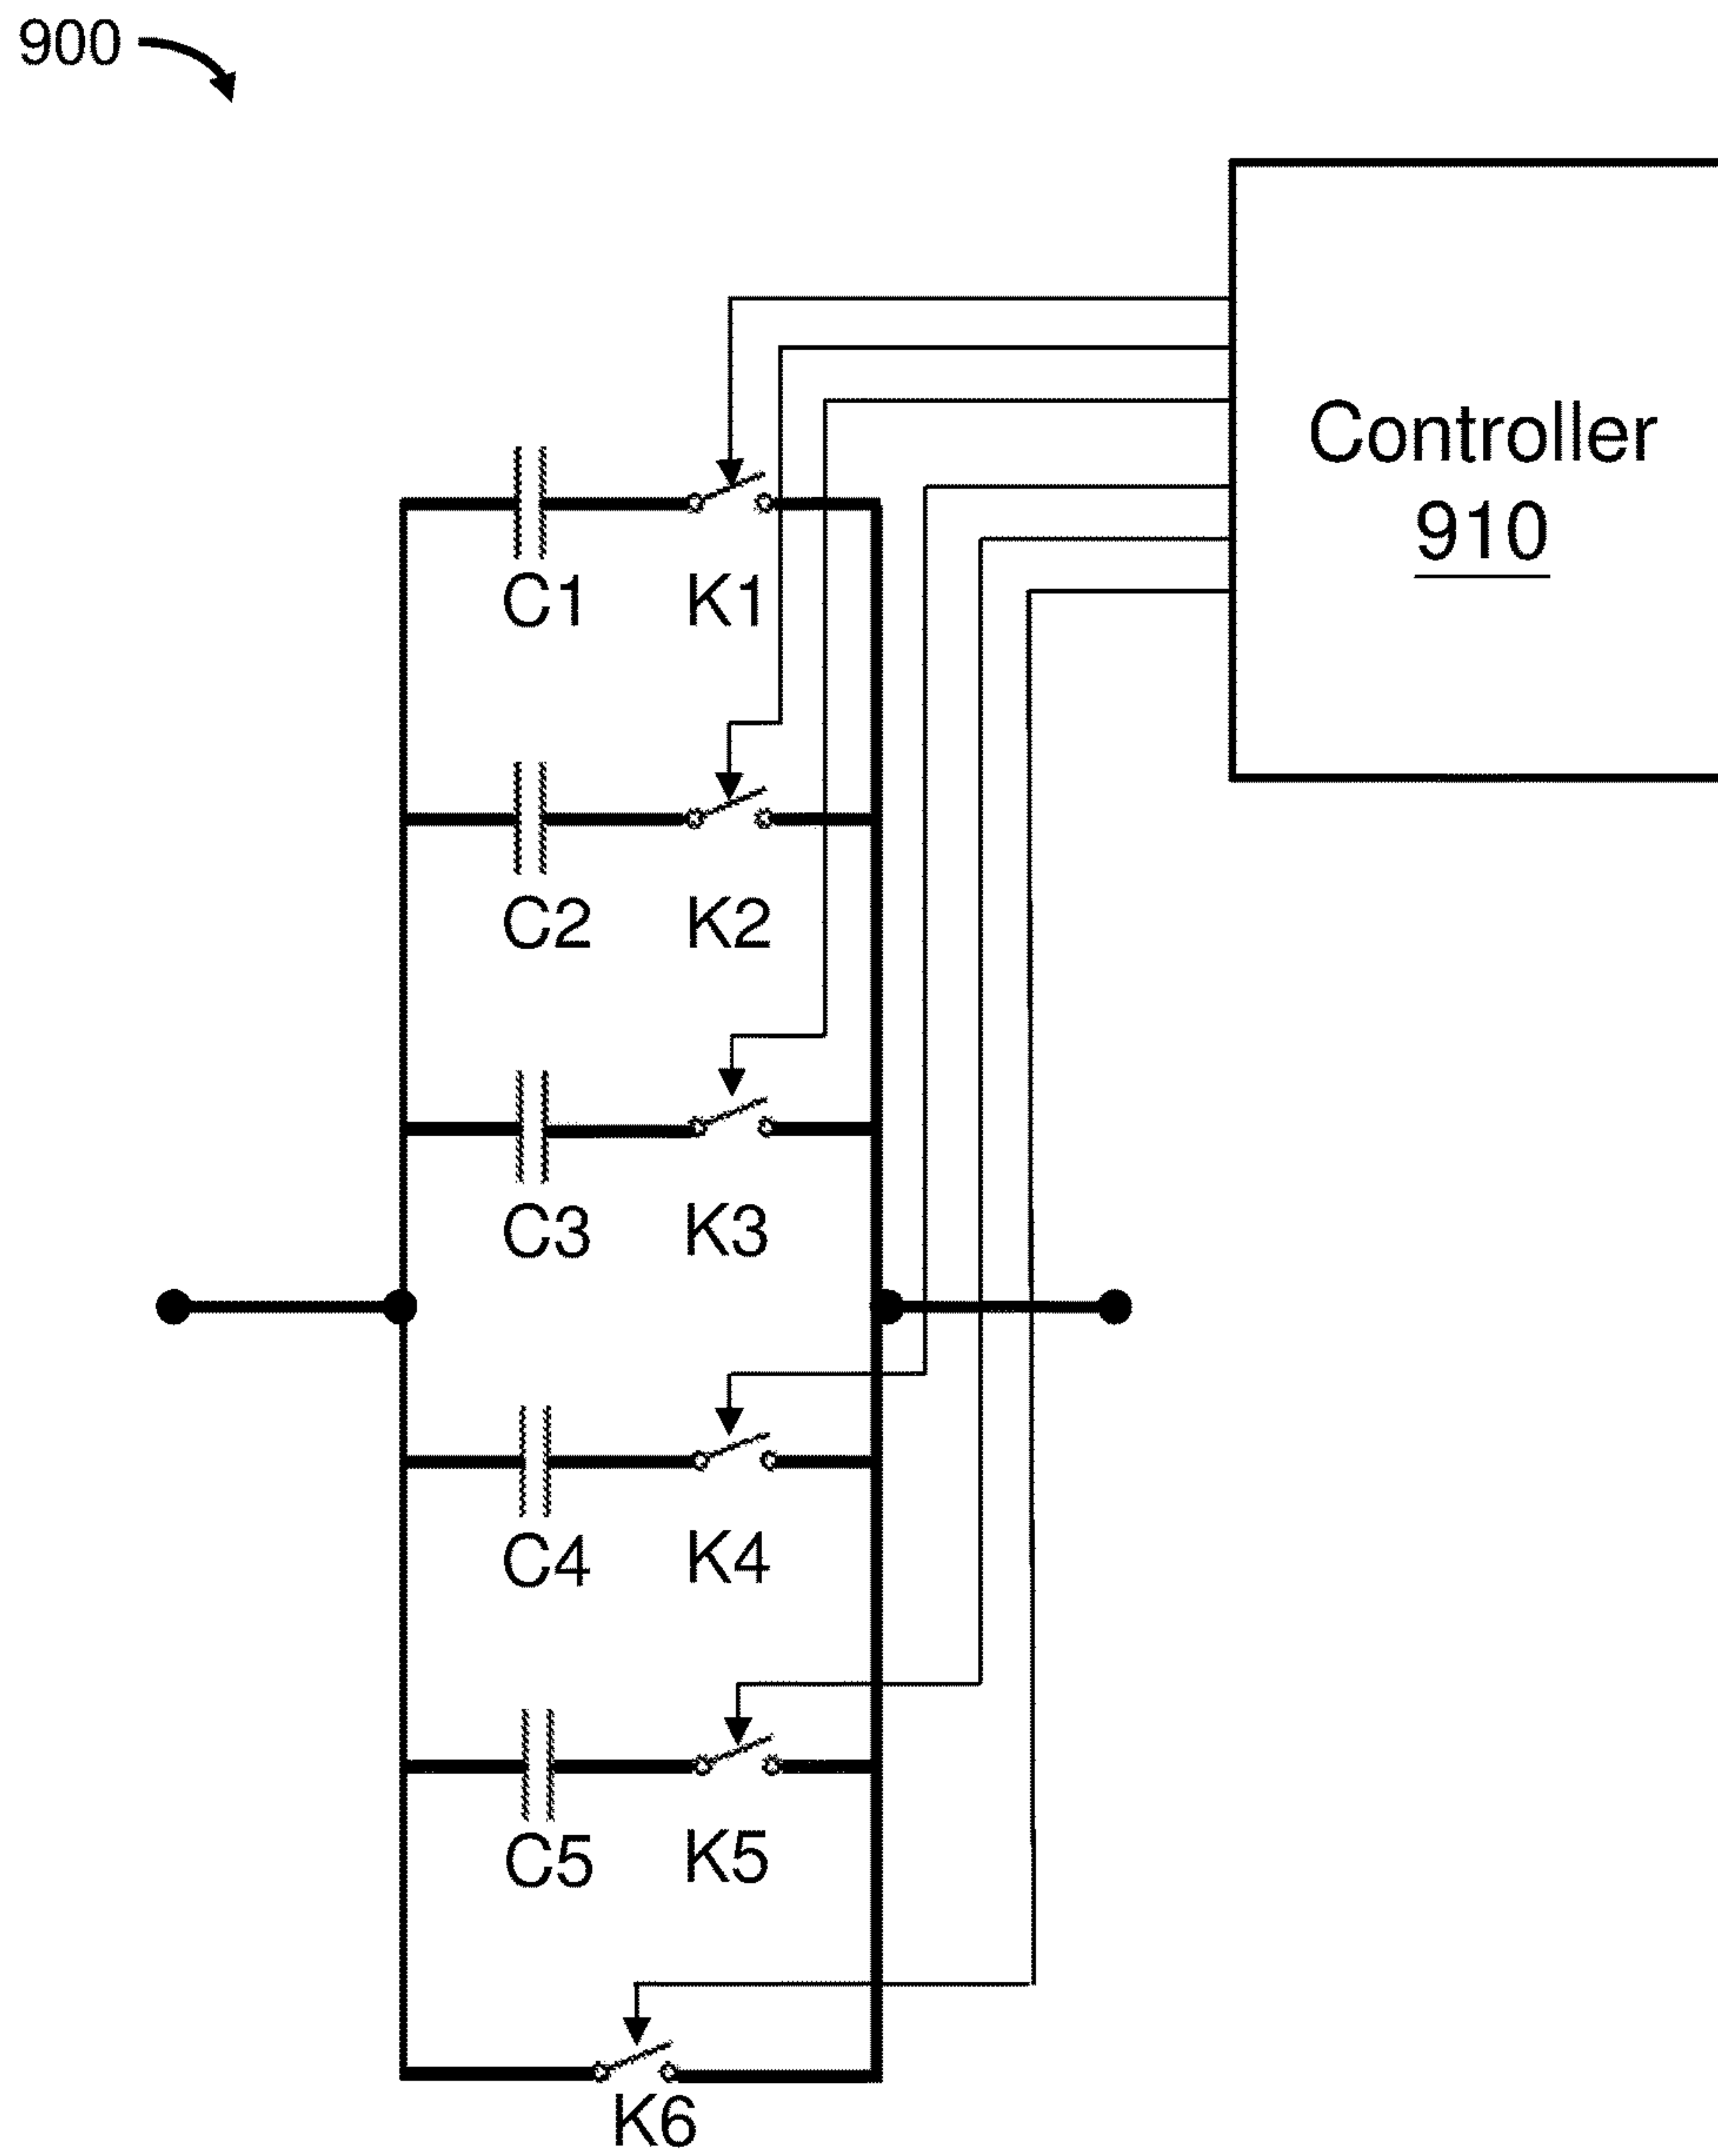 900
Controller
910
C1 K1
C2 K2
C3 K3
C4 K4
C5 K5
K6